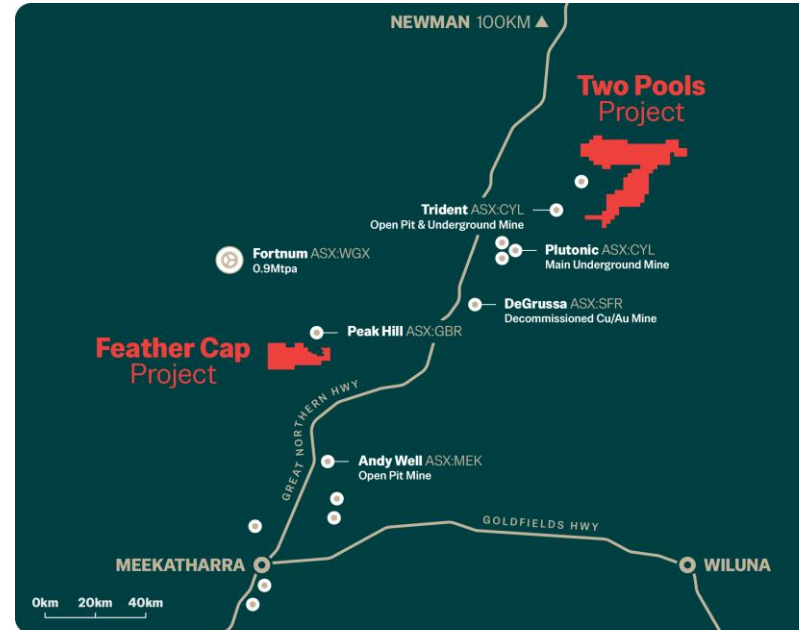 NEWMAN 100KM
Two Pools
Project
Trident ASX:CYL
Open Pit & Underground Mine
Plutonic ASX:CYL
Main Underground Mine
Fortnum ASX:WGX
0.9Mtpa
DeGrussa ASX:SFR
Decommissioned Cu/Au Mine
Peak Hill ASX:GBR
Feather Cap
Project
GREAT NORTHERN HWY
Andy Well ASX:MEK
Open Pit Mine
GOLDFIELDS HWY
MEEKATHARRA
WILUNA
0km 20km 40km